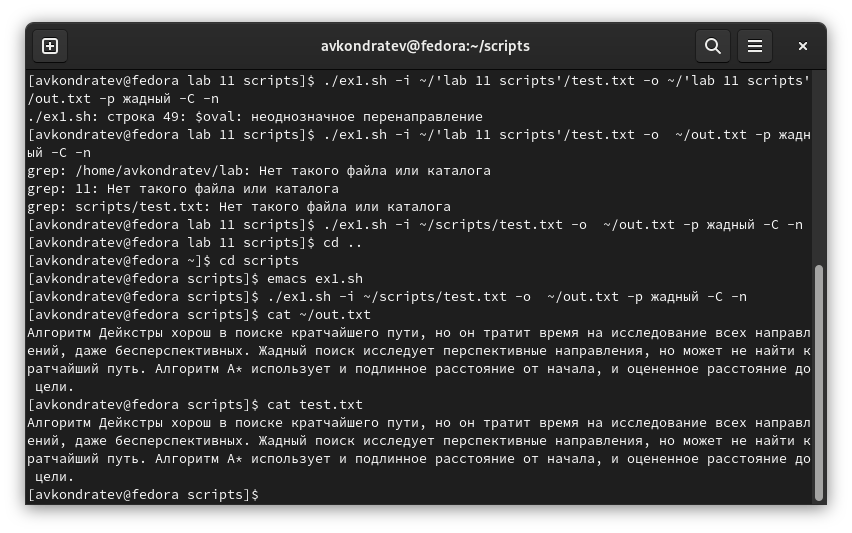 avkondratev@fedora:~/scripts
[avkondratev@fedora lab 11 scripts]$ ./ex1.sh -i ~/'lab 11 scripts'/test.txt -o ~/'lab 11 scripts'
/out.txt -p жадный -C -n
./ex1.sh: строка 49: $oval: неоднозначное перенаправление
[avkondratev@fedora lab 11 scripts]$ ./ex1.sh -i ~/'lab 11 scripts'/test.txt -o  ~/out.txt -p жадн
ый -C -n
grep: /home/avkondratev/lab: Нет такого файла или каталога
grep: 11: Нет такого файла или каталога
grep: scripts/test.txt: Нет такого файла или каталога
[avkondratev@fedora lab 11 scripts]$ ./ex1.sh -i ~/scripts/test.txt -o  ~/out.txt -p жадный -C -n
[avkondratev@fedora lab 11 scripts]$ cd ..
[avkondratev@fedora ~]$ cd scripts
[avkondratev@fedora scripts]$ emacs ex1.sh
[avkondratev@fedora scripts]$ ./ex1.sh -i ~/scripts/test.txt -o  ~/out.txt -p жадный -C -n
[avkondratev@fedora scripts]$ cat ~/out.txt
Алгоритм Дейкстры хорош в поиске кратчайшего пути, но он тратит время на исследование всех направл
ений, даже бесперспективных. Жадный поиск исследует перспективные направления, но может не найти к
ратчайший путь. Алгоритм A* использует и подлинное расстояние от начала, и оцененное расстояние до
 цели.
[avkondratev@fedora scripts]$ cat test.txt
Алгоритм Дейкстры хорош в поиске кратчайшего пути, но он тратит время на исследование всех направл
ений, даже бесперспективных. Жадный поиск исследует перспективные направления, но может не найти к
ратчайший путь. Алгоритм A* использует и подлинное расстояние от начала, и оцененное расстояние до
 цели.
[avkondratev@fedora scripts]$